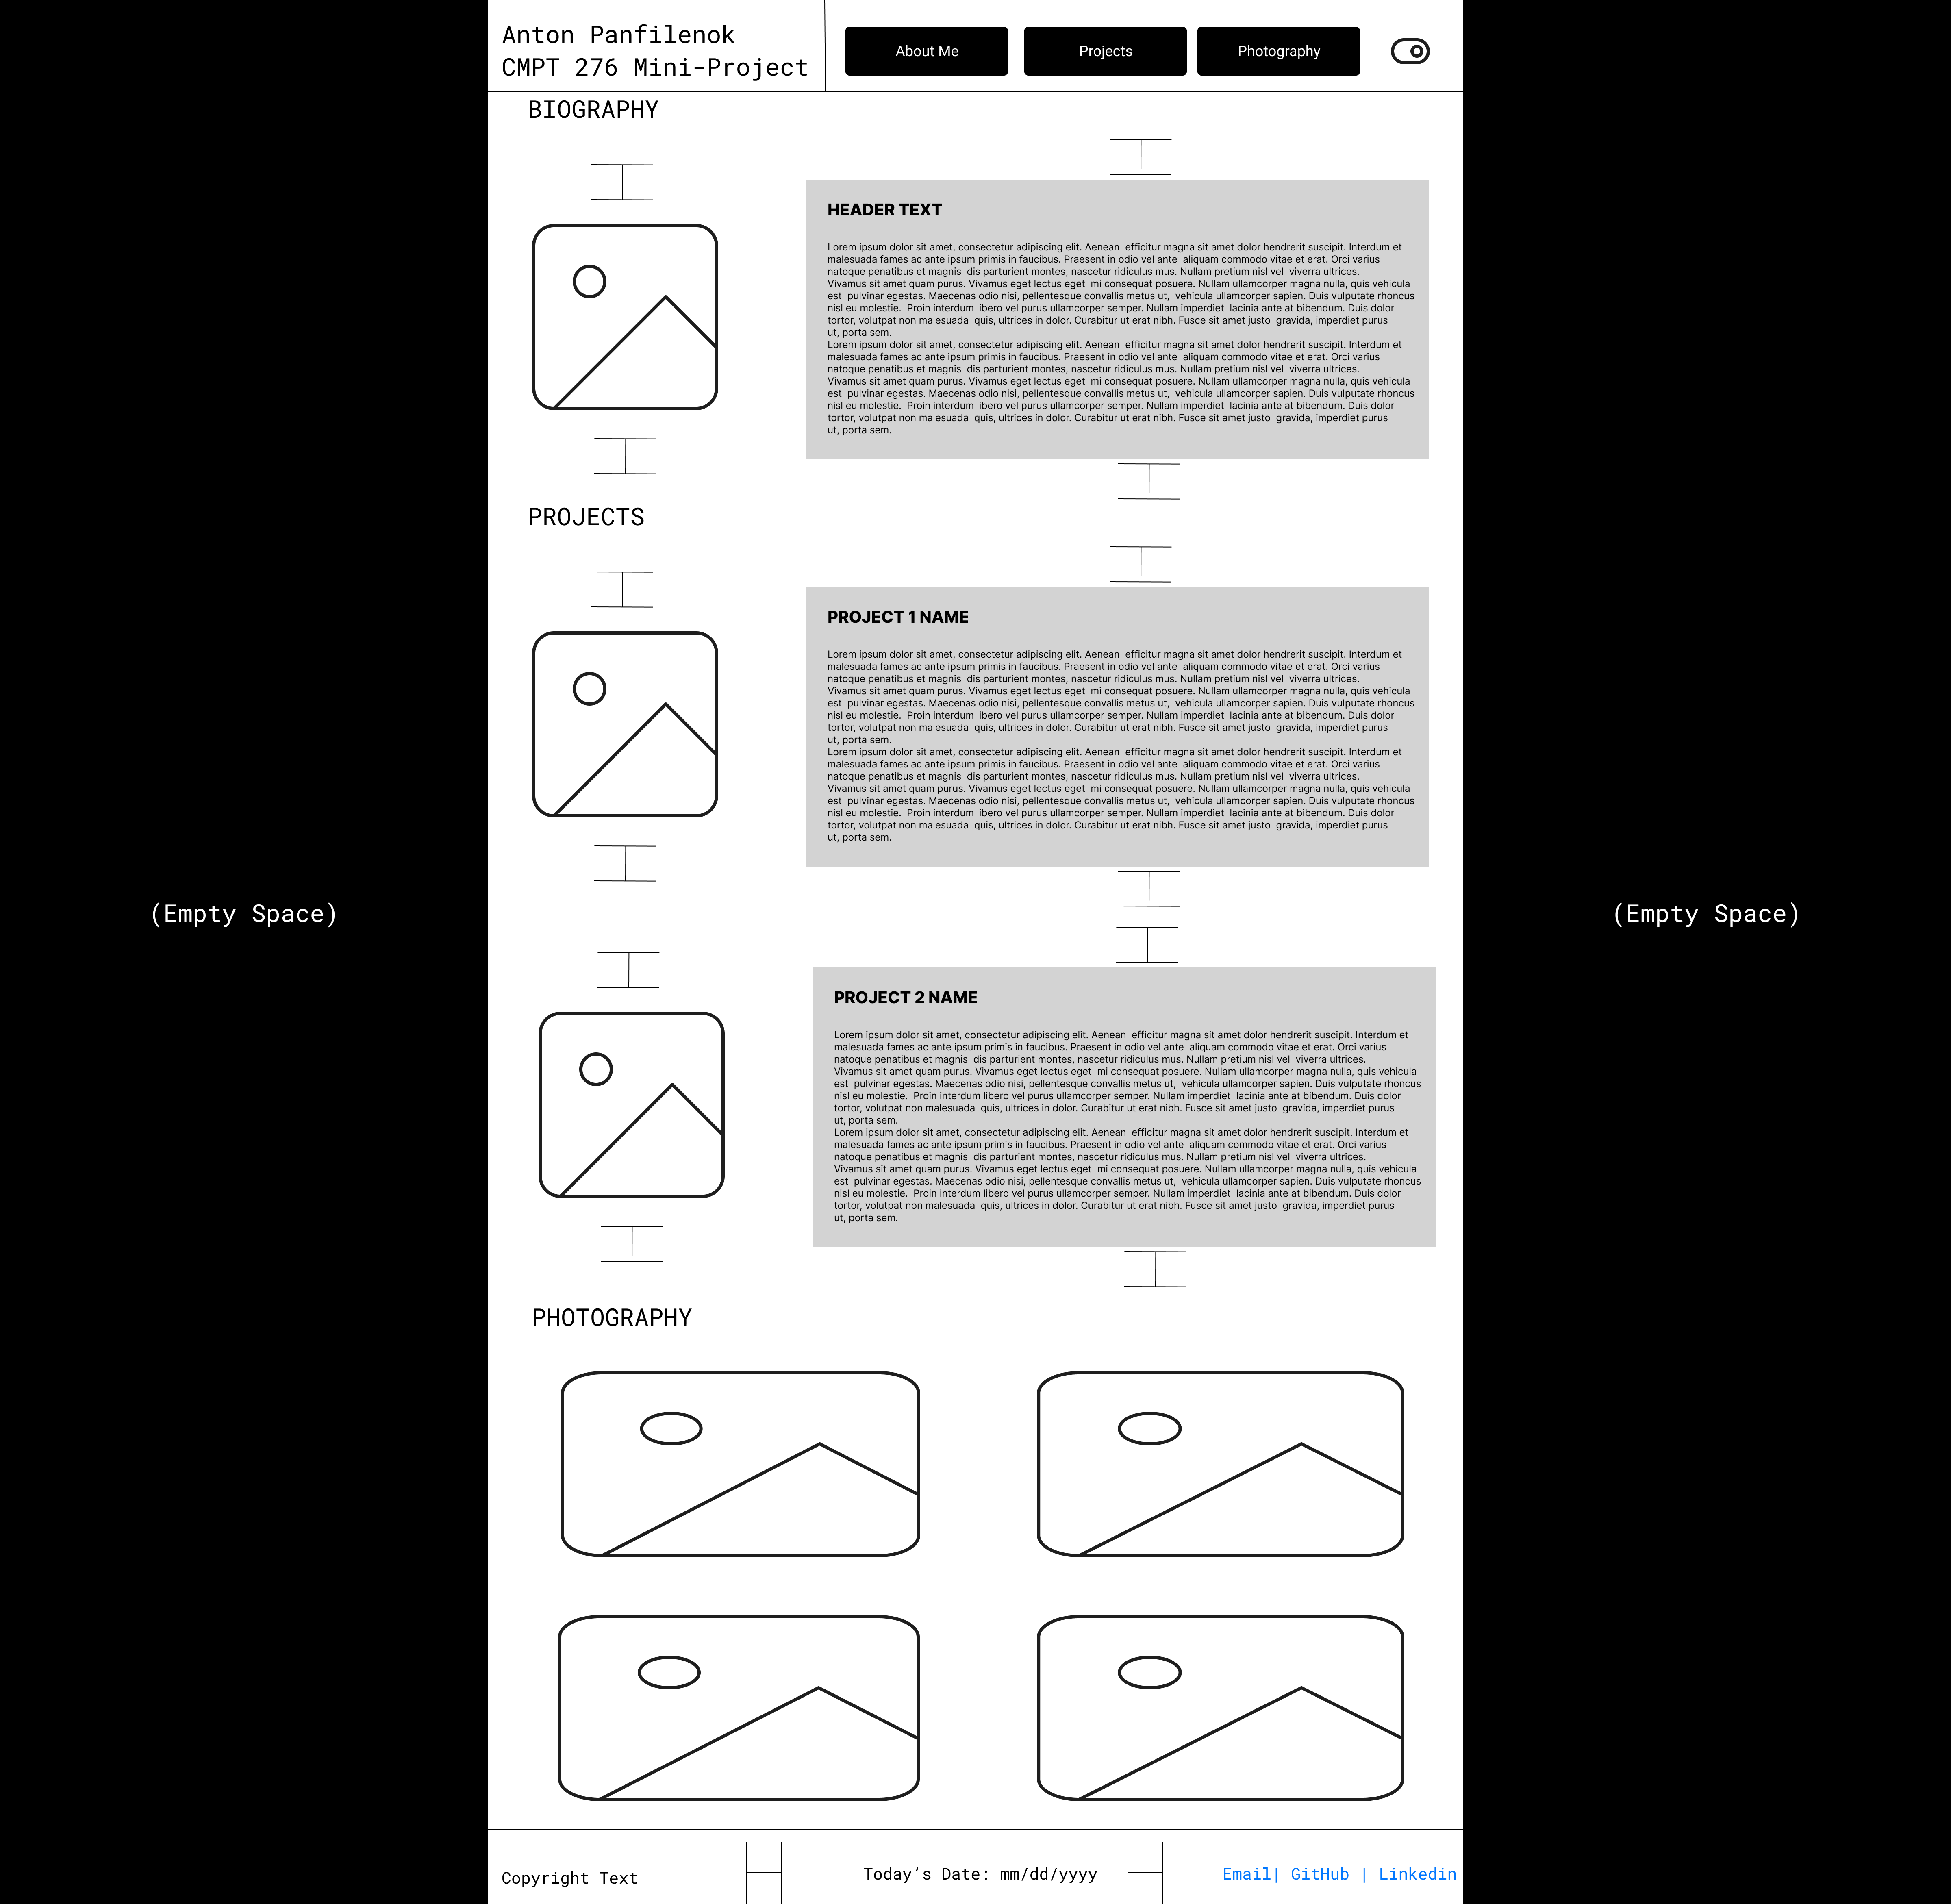 Anton Panfilenok
CMPT 276 Mini-Project
About Me
Projects
Photography
BIOGRAPHY
HEADER TEXT
Lorem ipsum dolor sit amet, consectetur adipiscing elit. Aenean  efficitur magna sit amet dolor hendrerit suscipit. Interdum et
malesuada fames ac ante ipsum primis in faucibus. Praesent in odio vel ante  aliquam commodo vitae et erat. Orci varius
natoque penatibus et magnis  dis parturient montes, nascetur ridiculus mus. Nullam pretium nisl vel  viverra ultrices.
Vivamus sit amet quam purus. Vivamus eget lectus eget  mi consequat posuere. Nullam ullamcorper magna nulla, quis vehicula
est  pulvinar egestas. Maecenas odio nisi, pellentesque convallis metus ut,  vehicula ullamcorper sapien. Duis vulputate rhoncus
nisl eu molestie.  Proin interdum libero vel purus ullamcorper semper. Nullam imperdiet  lacinia ante at bibendum. Duis dolor
tortor, volutpat non malesuada  quis, ultrices in dolor. Curabitur ut erat nibh. Fusce sit amet justo  gravida, imperdiet purus
ut, porta sem.
Lorem ipsum dolor sit amet, consectetur adipiscing elit. Aenean  efficitur magna sit amet dolor hendrerit suscipit. Interdum et
malesuada fames ac ante ipsum primis in faucibus. Praesent in odio vel ante  aliquam commodo vitae et erat. Orci varius
natoque penatibus et magnis  dis parturient montes, nascetur ridiculus mus. Nullam pretium nisl vel  viverra ultrices.
Vivamus sit amet quam purus. Vivamus eget lectus eget  mi consequat posuere. Nullam ullamcorper magna nulla, quis vehicula
est  pulvinar egestas. Maecenas odio nisi, pellentesque convallis metus ut,  vehicula ullamcorper sapien. Duis vulputate rhoncus
nisl eu molestie.  Proin interdum libero vel purus ullamcorper semper. Nullam imperdiet  lacinia ante at bibendum. Duis dolor
tortor, volutpat non malesuada  quis, ultrices in dolor. Curabitur ut erat nibh. Fusce sit amet justo  gravida, imperdiet purus
ut, porta sem.
PROJECTS
PROJECT 1 NAME
Lorem ipsum dolor sit amet, consectetur adipiscing elit. Aenean  efficitur magna sit amet dolor hendrerit suscipit. Interdum et
malesuada fames ac ante ipsum primis in faucibus. Praesent in odio vel ante  aliquam commodo vitae et erat. Orci varius
natoque penatibus et magnis  dis parturient montes, nascetur ridiculus mus. Nullam pretium nisl vel  viverra ultrices.
Vivamus sit amet quam purus. Vivamus eget lectus eget  mi consequat posuere. Nullam ullamcorper magna nulla, quis vehicula
est  pulvinar egestas. Maecenas odio nisi, pellentesque convallis metus ut,  vehicula ullamcorper sapien. Duis vulputate rhoncus
nisl eu molestie.  Proin interdum libero vel purus ullamcorper semper. Nullam imperdiet  lacinia ante at bibendum. Duis dolor
tortor, volutpat non malesuada  quis, ultrices in dolor. Curabitur ut erat nibh. Fusce sit amet justo  gravida, imperdiet purus
ut, porta sem.
Lorem ipsum dolor sit amet, consectetur adipiscing elit. Aenean  efficitur magna sit amet dolor hendrerit suscipit. Interdum et
malesuada fames ac ante ipsum primis in faucibus. Praesent in odio vel ante  aliquam commodo vitae et erat. Orci varius
natoque penatibus et magnis  dis parturient montes, nascetur ridiculus mus. Nullam pretium nisl vel  viverra ultrices.
Vivamus sit amet quam purus. Vivamus eget lectus eget  mi consequat posuere. Nullam ullamcorper magna nulla, quis vehicula
est  pulvinar egestas. Maecenas odio nisi, pellentesque convallis metus ut,  vehicula ullamcorper sapien. Duis vulputate rhoncus
nisl eu molestie.  Proin interdum libero vel purus ullamcorper semper. Nullam imperdiet  lacinia ante at bibendum. Duis dolor
tortor, volutpat non malesuada  quis, ultrices in dolor. Curabitur ut erat nibh. Fusce sit amet justo  gravida, imperdiet purus
ut, porta sem.
(Empty Space)
(Empty Space)
PROJECT 2 NAME
Lorem ipsum dolor sit amet, consectetur adipiscing elit. Aenean  efficitur magna sit amet dolor hendrerit suscipit. Interdum et
malesuada fames ac ante ipsum primis in faucibus. Praesent in odio vel ante  aliquam commodo vitae et erat. Orci varius
natoque penatibus et magnis  dis parturient montes, nascetur ridiculus mus. Nullam pretium nisl vel  viverra ultrices.
Vivamus sit amet quam purus. Vivamus eget lectus eget  mi consequat posuere. Nullam ullamcorper magna nulla, quis vehicula
est  pulvinar egestas. Maecenas odio nisi, pellentesque convallis metus ut,  vehicula ullamcorper sapien. Duis vulputate rhoncus
nisl eu molestie.  Proin interdum libero vel purus ullamcorper semper. Nullam imperdiet  lacinia ante at bibendum. Duis dolor
tortor, volutpat non malesuada  quis, ultrices in dolor. Curabitur ut erat nibh. Fusce sit amet justo  gravida, imperdiet purus
ut, porta sem.
Lorem ipsum dolor sit amet, consectetur adipiscing elit. Aenean  efficitur magna sit amet dolor hendrerit suscipit. Interdum et
malesuada fames ac ante ipsum primis in faucibus. Praesent in odio vel ante  aliquam commodo vitae et erat. Orci varius
natoque penatibus et magnis  dis parturient montes, nascetur ridiculus mus. Nullam pretium nisl vel  viverra ultrices.
Vivamus sit amet quam purus. Vivamus eget lectus eget  mi consequat posuere. Nullam ullamcorper magna nulla, quis vehicula
est  pulvinar egestas. Maecenas odio nisi, pellentesque convallis metus ut,  vehicula ullamcorper sapien. Duis vulputate rhoncus
nisl eu molestie.  Proin interdum libero vel purus ullamcorper semper. Nullam imperdiet  lacinia ante at bibendum. Duis dolor
tortor, volutpat non malesuada  quis, ultrices in dolor. Curabitur ut erat nibh. Fusce sit amet justo  gravida, imperdiet purus
ut, porta sem.
PHOTOGRAPHY
Copyright Text
Today’s Date: mm/dd/yyyy
Email| GitHub | Linkedin